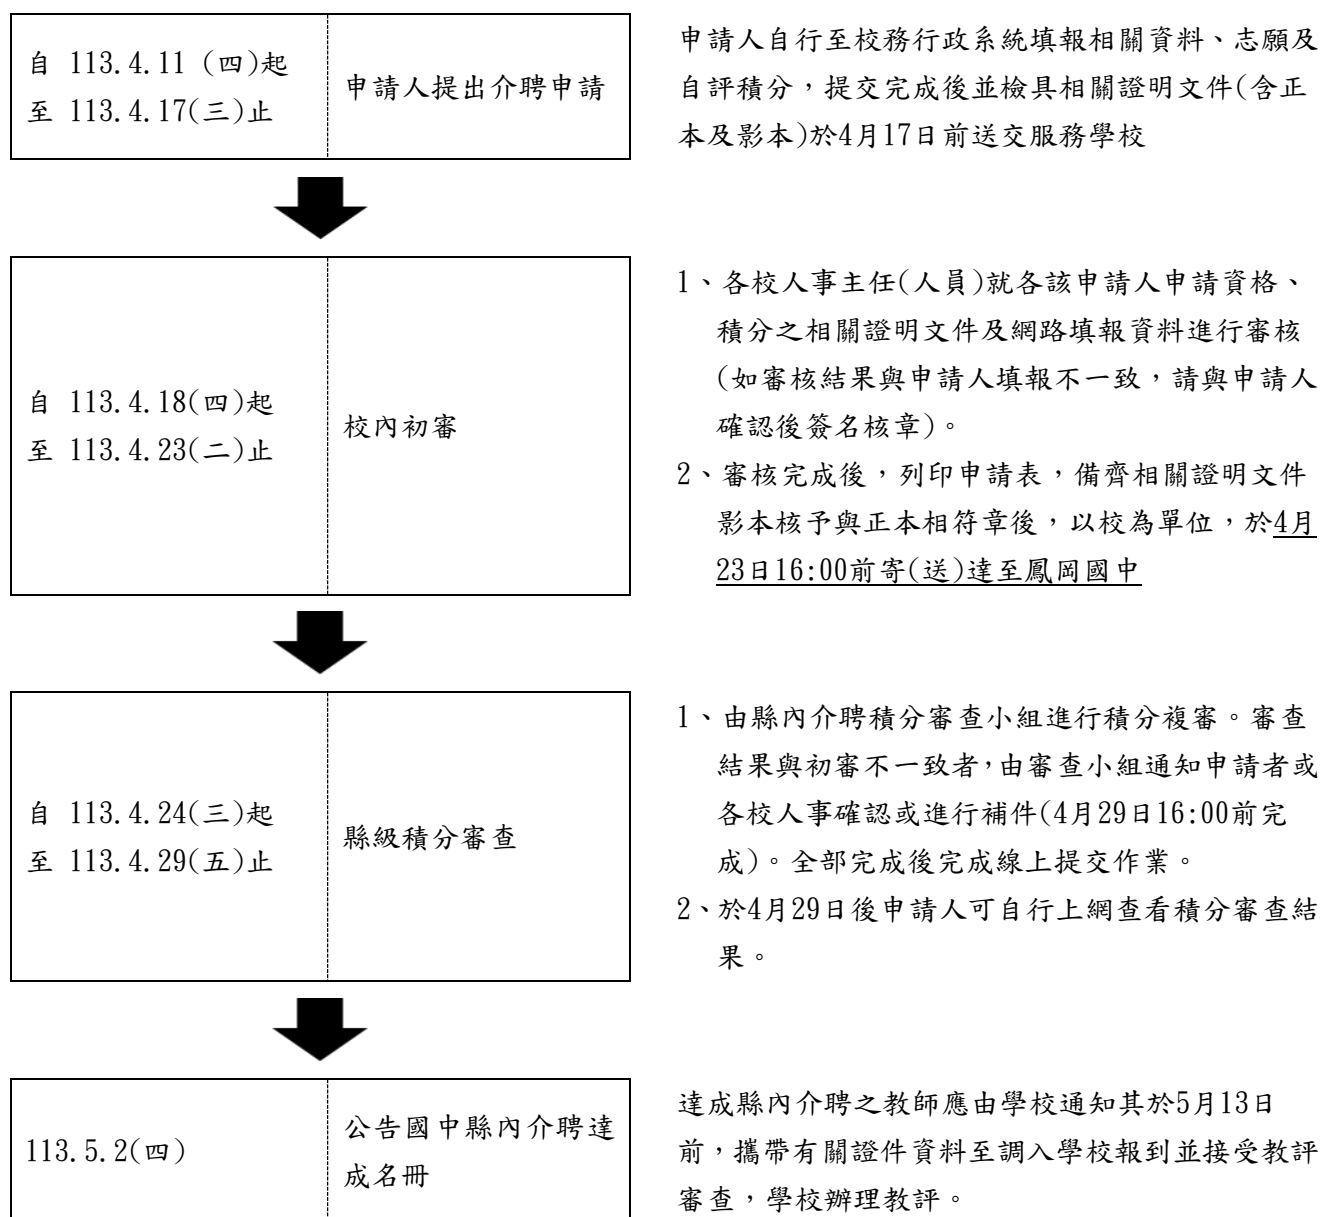 自 113.4.11 (四)起
至 113.4.17(三)止
申請人提出介聘申請
申請人自行至校務行政系統填報相關資料、志願及
自評積分，提交完成後並檢具相關證明文件(含正
本及影本)於4月17日前送交服務學校
自 113.4.18(四)起
至 113.4.23(二)止
校內初審
1、各校人事主任(人員)就各該申請人申請資格、
積分之相關證明文件及網路填報資料進行審核
(如審核結果與申請人填報不一致，請與申請人
確認後簽名核章)。
2、審核完成後，列印申請表，備齊相關證明文件
影本核予與正本相符章後，以校為單位，於4月
23日16:00前寄(送)達至鳳岡國中
自 113.4.24(三)起
至 113.4.29(五)止
縣級積分審查
1、由縣內介聘積分審查小組進行積分複審。審查
結果與初審不一致者，由審查小組通知申請者或
各校人事確認或進行補件(4月29日16:00前完
成)。全部完成後完成線上提交作業。
2、於4月29日後申請人可自行上網查看積分審查結
果。
113.5.2(四)
公告國中縣內介聘達
成名冊
達成縣內介聘之教師應由學校通知其於5月13日
前，攜帶有關證件資料至調入學校報到並接受教評
審查，學校辦理教評。